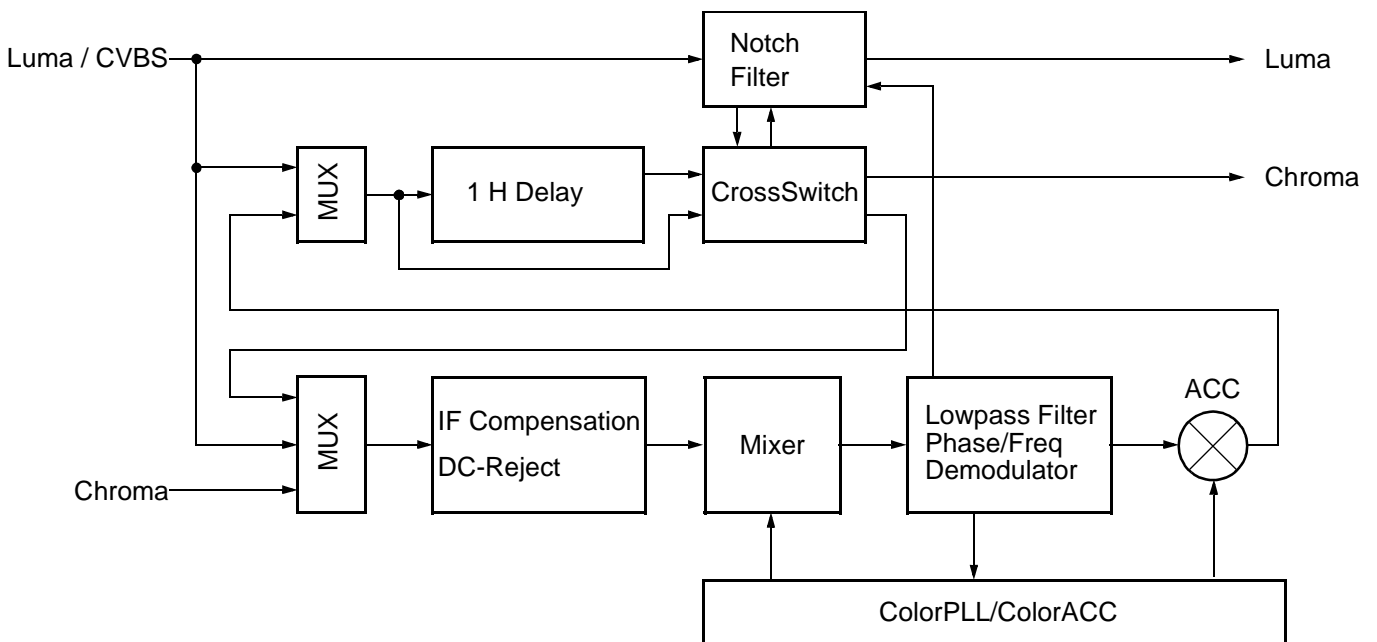 Luma / CVBS
Notch
Filter
Luma
MUX
1 H Delay
CrossSwitch
Chroma
ACC
MUX
IF Compensation
DC-Reject
Mixer
Lowpass Filter
Phase/Freq
Demodulator
Chroma
ColorPLL/ColorACC